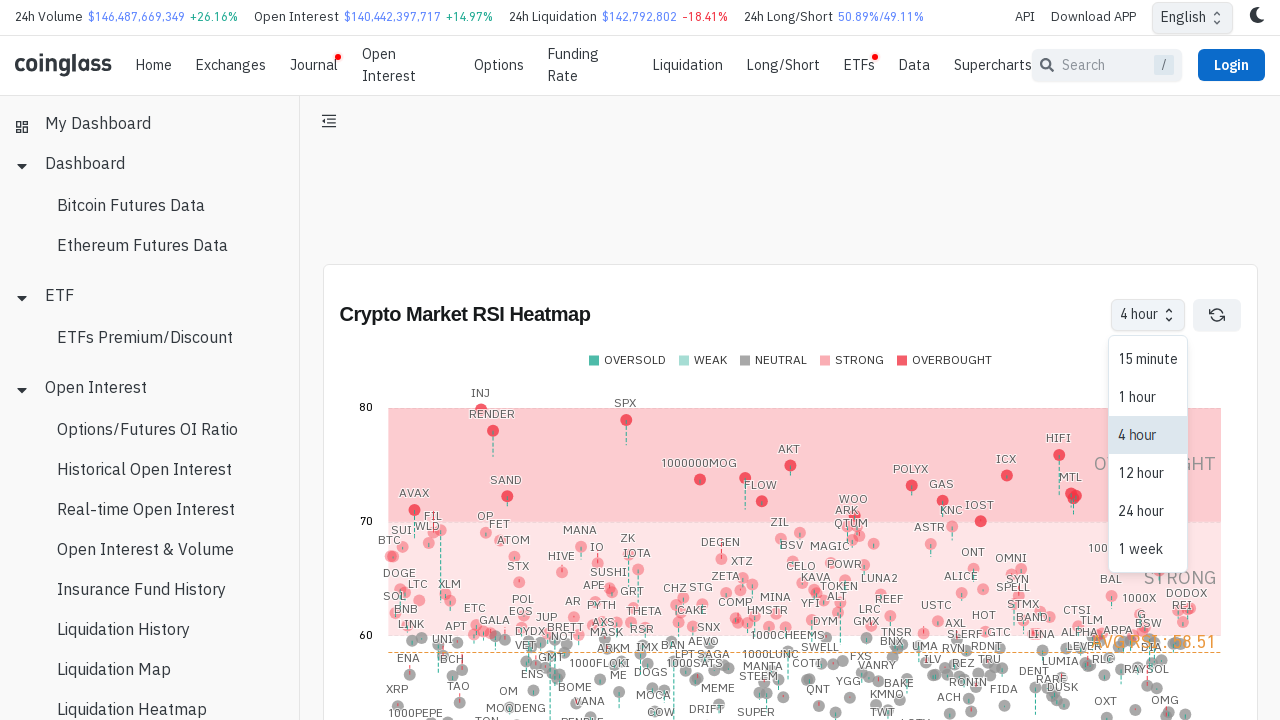 24h Volume $146,487,669,349 +26.16% Open Interest $140,442,397,717 +14.97% 24h Liquidation $142,792,802 -18.41% 24h Long/Short 50.89%/49.11% API Download APP English
coinglass Home Exchanges Journal Open Interest Options Funding Rate Liquidation Long/Short ETFs Data Supercharts Search / Login
My Dashboard
Dashboard
Bitcoin Futures Data
Ethereum Futures Data
ETF
ETFs Premium/Discount
Open Interest
Options/Futures OI Ratio
Historical Open Interest
Real-time Open Interest
Open Interest & Volume
Insurance Fund History
Liquidation History
Liquidation Map
Liquidation Heatmap
Crypto Market RSI Heatmap
4 hour
15 minute
1 hour
4 hour
12 hour
24 hour
1 week
OVERSOLD WEAK NEUTRAL STRONG OVERBOUGHT
80
INJ
RENDER
SPX
HIFI
AKT
1000000MOG
ICX
POLYX
MTL
SAND
FLOW
GAS
AVAX
WOO
IOST
ARK
KNC
70
FIL
OP
FET
ZIL
QTUM
SUI
WLD
MANA
ASTR
BTC
ATOM
ZK
DEGEN
BSV
MAGIC
HIVE
IO
IOTA
ONT
STX
XTZ
CELO
POWR
OMNI
DOGE
SUSHI
ZETA
KAVA
LUNA2
ALICE
SYN
BAL
STRONG
LTC
XLM
APE
GRT
CHZ
STG
TOKEN
SPELL
SOL
POL
AR
PYTH
COMP
MINA
YFI
ALT
REEF
USTC
STMX
1000X
DODOX
BNB
ETC
EOS
THETA
CAKE
HMSTR
LRC
HOT
CTSI
REI
LINK
APT
GALA
JUP
AXS
SNX
DYM
GMX
AXL
BAND
TLM
BSW
60
DYDX
BRETT
MASK
RSR
1000CHEEMS
TNSR
SLERF
GTC
LINA
ALPHA
ARPA
UNI
VET
NOT
ARKM
IMX
BAN
AEVO
SWELL
BNX
UMA
RVN
RDNT
LEVER
DIA
ENA
BCH
GMT
1000FLOKI
LPT
SAGA
1000SATS
1000LUNC
COTI
FXS
VANRY
ILV
REZ
TRU
LUMIA
RLC
RAYSOL
ENS
ME
DOGS
MANTA
STEEM
DENT
XRP
TAO
OM
BOME
MOCA
MEME
QNT
YGG
BAKE
KMNO
RONIN
FIDA
RARE
DUSK
ACH
OXT
OMG
1000PEPE
MOODENG
VANA
COW
DRIFT
SUPER
TWT